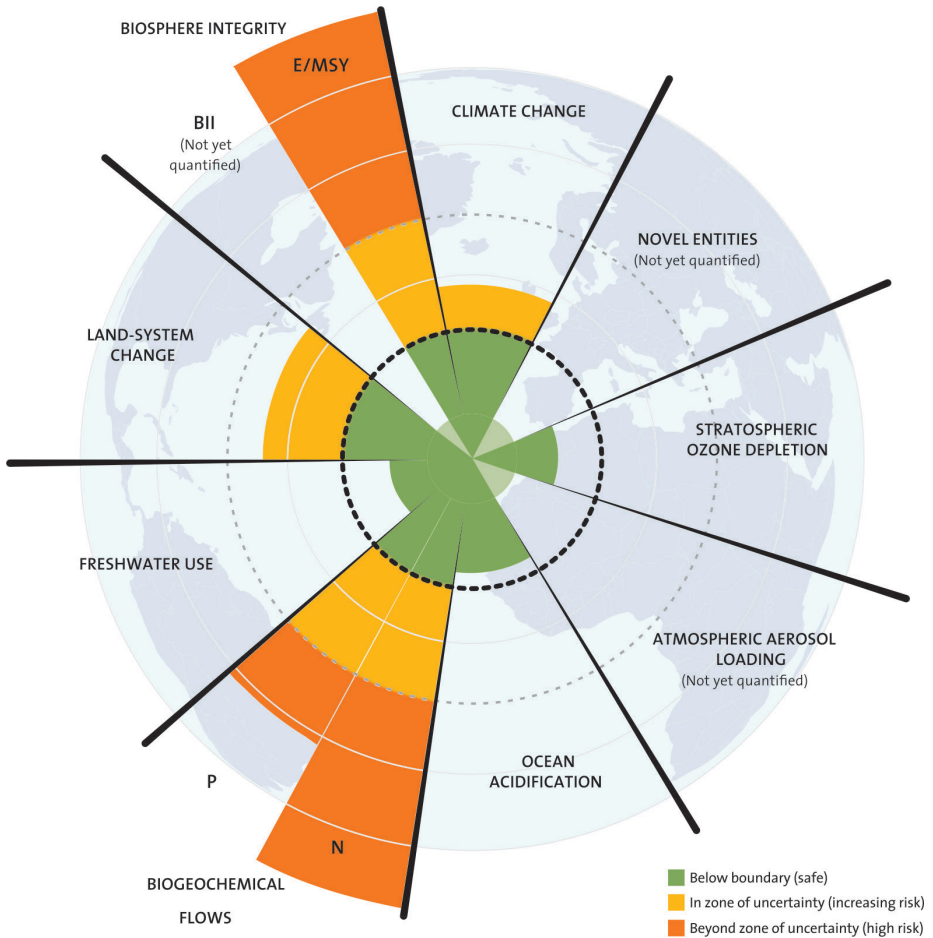 BIOSPHERE INTEGRITY
E/MSY
BII
(Not yet
quantified)
CLIMATE CHANGE
NOVEL ENTITIES
(Not yet quantified)
LAND-SYSTEM
CHANGE
STRATOSPHERIC
OZONE DEPLETION
FRESHWATER USE
ATMOSPHERIC AEROSOL
LOADING
(Not yet quantified)
OCEAN
ACIDIFICATION
P
N
BIOGEOCHEMICAL
FLOWS
Below boundary (safe)
In zone of uncertainty (increasing risk)
Beyond zone of uncertainty (high risk)